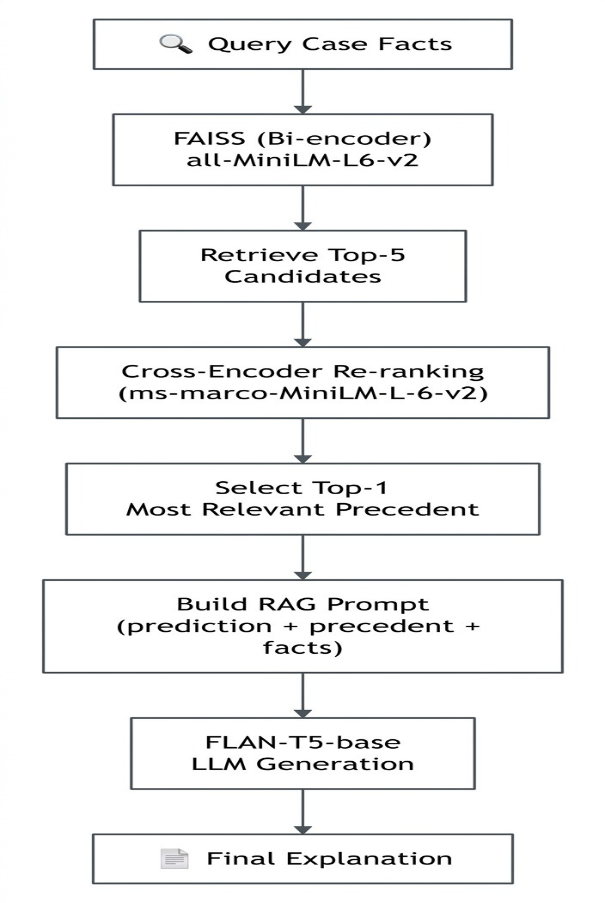 Query Case Facts
FAISS (Bi-encoder)
all-MiniLM-L6-v2
Retrieve Top-5
Candidates
Cross-Encoder Re-ranking
(ms-marco-MiniLM-L-6-v2)
Select Top-1
Most Relevant Precedent
Build RAG Prompt
(prediction + precedent +
facts)
FLAN-T5-base
LLM Generation
Final Explanation